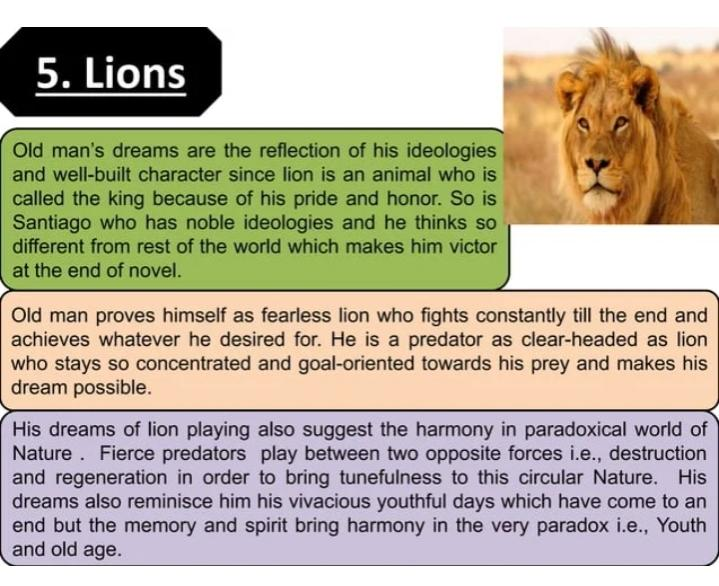 5. Lions
Old man's dreams are the reflection of his ideologies
and well-built character since lion is an animal who is
called the king because of his pride and honor. So is
Santiago who has noble ideologies and he thinks so
different from rest of the world which makes him victor
at the end of novel.
Old man proves himself as fearless lion who fights constantly till the end and
achieves whatever he desired for. He is a predator as clear-headed as lion
who stays so concentrated and goal-oriented towards his prey and makes his
dream possible.
His dreams of lion playing also suggest the harmony in paradoxical world of
Nature . Fierce predators play between two opposite forces i.e., destruction
and regeneration in order to bring tunefulness to this circular Nature. His
dreams also reminisce him his vivacious youthful days which have come to an
end but the memory and spirit bring harmony in the very paradox i.e., Youth
and old age.